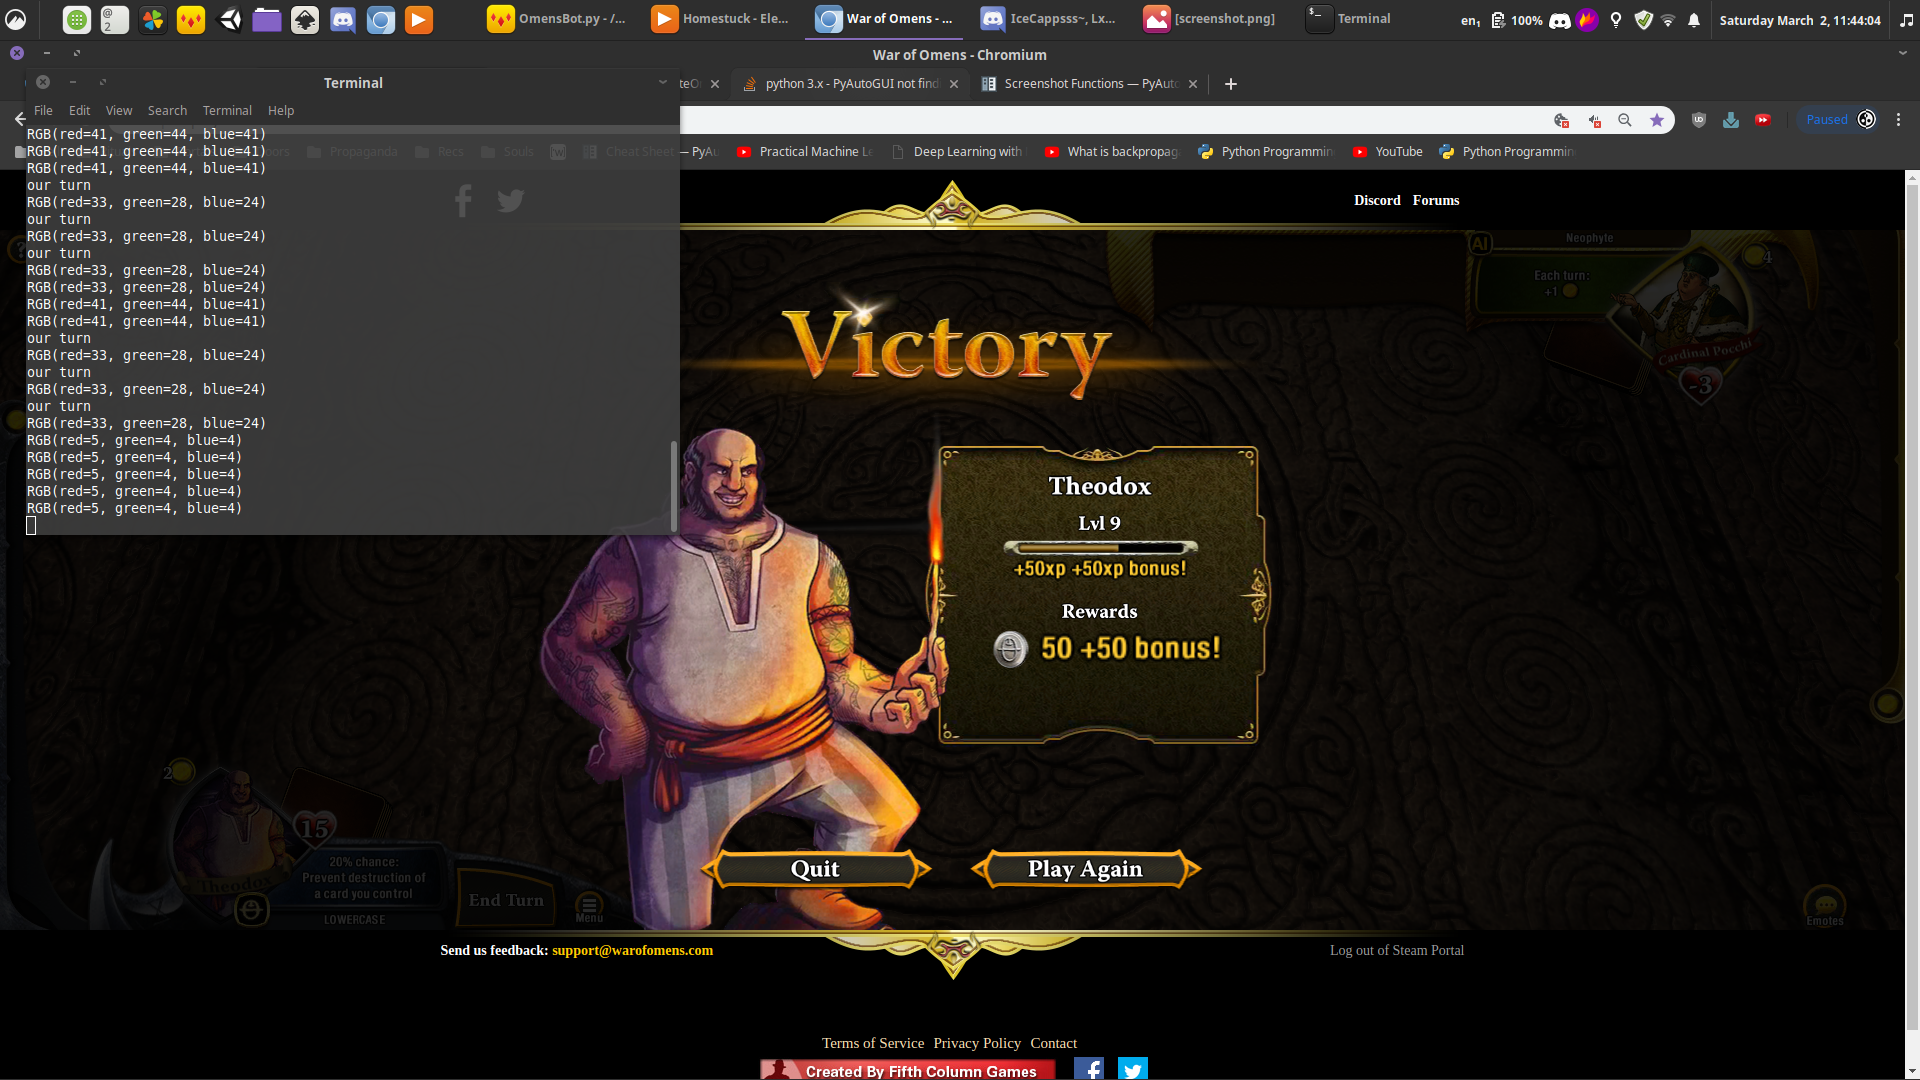 OmensBot.py - /...
Homestuck - Ele...
War of Omens - ...
IceCappsss~, Lx...
[screenshot.png]
Terminal
en₁
100%
Saturday March 2, 11:44:04
War of Omens - Chromium
Terminal
python 3.x - PyAutoGUI not find
Screenshot Functions — PyAuto
File Edit View Search Terminal Help
Paused
Propaganda
Recs
Souls
Cheat Sheet — PyAu
Practical Machine Le
Deep Learning with
What is backpropag
Python Programmin
YouTube
Python Programmin
RGB(red=41, green=44, blue=41)
RGB(red=41, green=44, blue=41)
RGB(red=41, green=44, blue=41)
our turn
RGB(red=33, green=28, blue=24)
our turn
RGB(red=33, green=28, blue=24)
our turn
RGB(red=33, green=28, blue=24)
RGB(red=33, green=28, blue=24)
RGB(red=41, green=44, blue=41)
RGB(red=41, green=44, blue=41)
our turn
RGB(red=33, green=28, blue=24)
our turn
RGB(red=33, green=28, blue=24)
our turn
RGB(red=33, green=28, blue=24)
RGB(red=5, green=4, blue=4)
RGB(red=5, green=4, blue=4)
RGB(red=5, green=4, blue=4)
RGB(red=5, green=4, blue=4)
RGB(red=5, green=4, blue=4)
Discord Forums
AI
Neophyte
Each turn:
+1
4
Cardinal Pocchi
-3
Victory
Theodox
Lvl 9
+50xp +50xp bonus!
Rewards
50 +50 bonus!
2
15
Theodox
20% chance:
Prevent destruction of
a card you control
LOWERCASE
End Turn
Menu
Quit
Play Again
Emotes
Send us feedback: support@warofomens.com
Log out of Steam Portal
Terms of Service Privacy Policy Contact
Created By Fifth Column Games